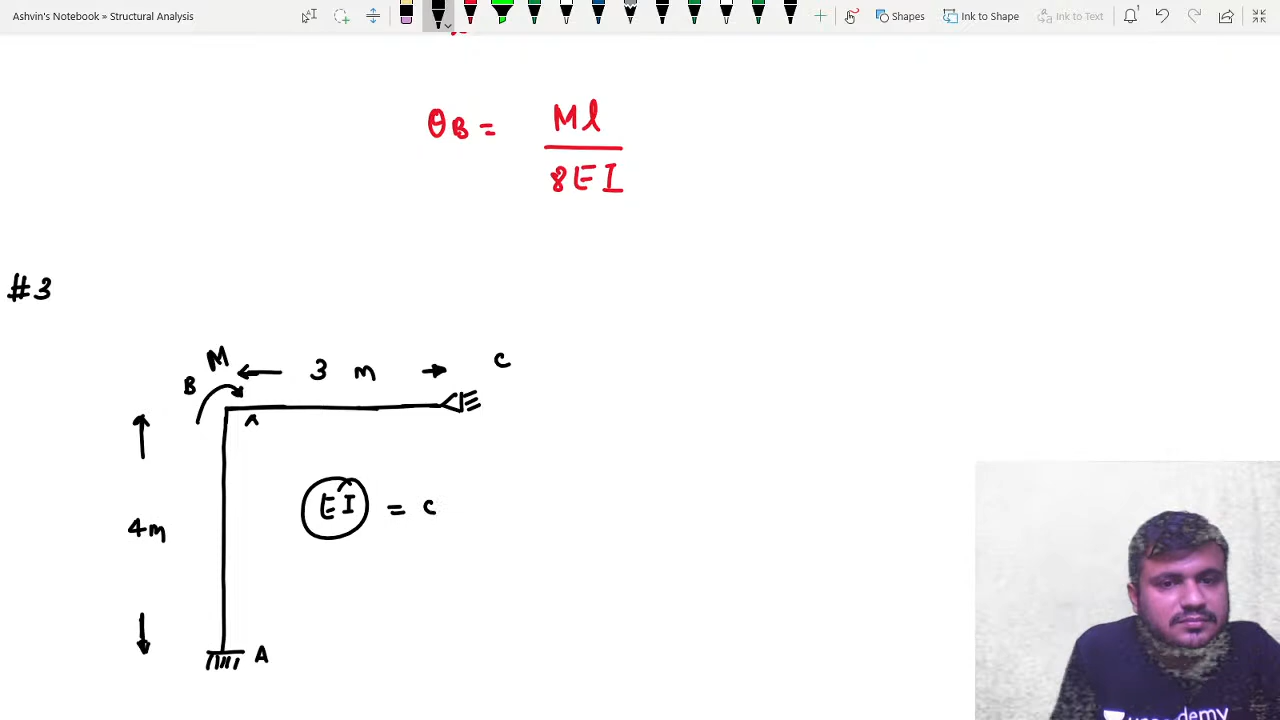 Ashvin's Notebook » Structural Analysis
Shapes
Ink to Shape
Ink to Text
θB = Ml
8EI
#3
M
B
3 m
C
4m
EI = C
A